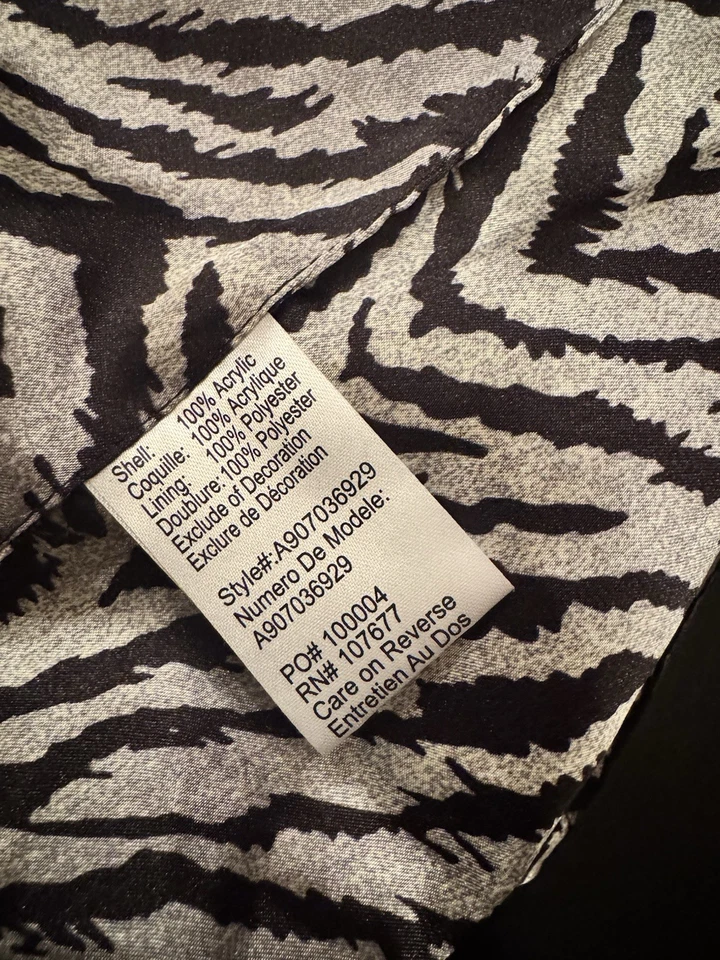 Shell: 100% Acrylic
Coquille: 100% Acrylique
Lining: 100% Polyester
Doublure: 100% Polyester
Exclude of Decoration
Exclure de Décoration
Style#:A907036929
Numero De Modele:
A907036929
PO# 100004
RN# 107677
Care on Reverse
Entretien Au Dos